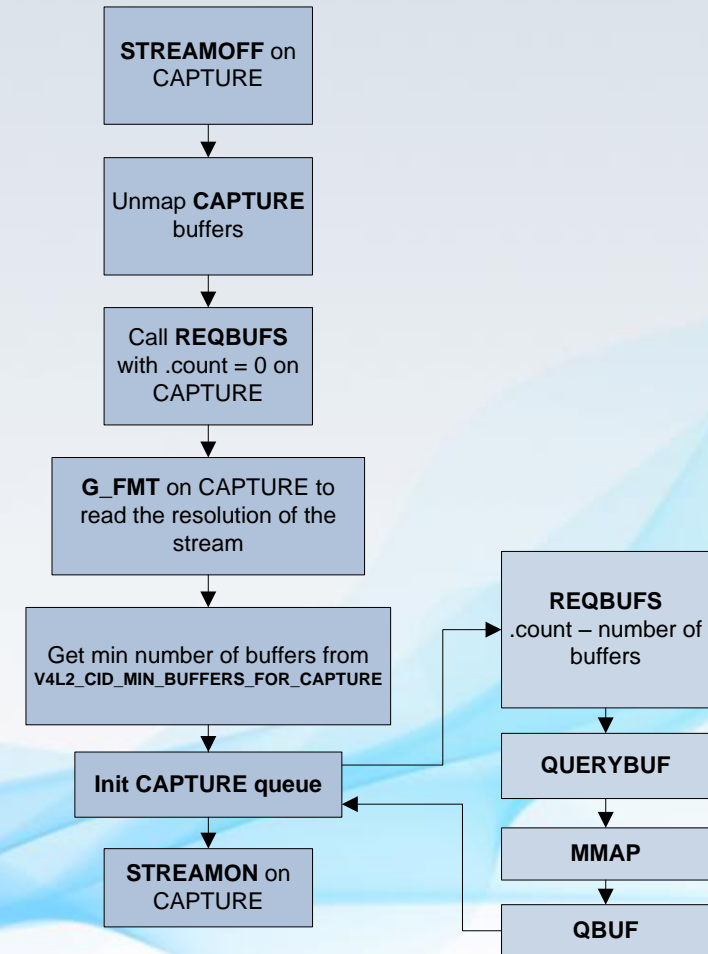 STREAMOFF on
CAPTURE
Unmap CAPTURE
buffers
Call REQBUFS
with .count = 0 on
CAPTURE
G_FMT on CAPTURE to
read the resolution of the
stream
Get min number of buffers from
V4L2_CID_MIN_BUFFERS_FOR_CAPTURE
Init CAPTURE queue
STREAMON on
CAPTURE
REQBUFS
.count – number of
buffers
QUERYBUF
MMAP
QBUF